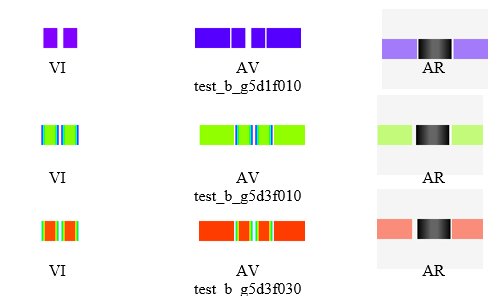 VI AV AR
test_b_g5d1f010
VI AV AR
test_b_g5d3f010
VI AV AR
test_b_g5d3f030